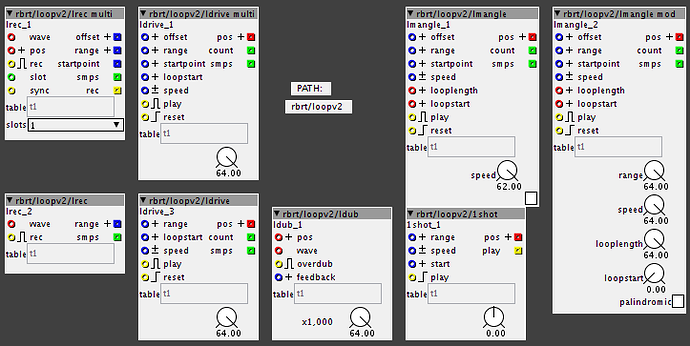 rbrt/loopv2/lrec multi
lrec_1
wave offset +
+ pos range +
rec startpoint
slot smps
sync rec
table t1
slots 1
rbrt/loopv2/ldrive multi
ldrive_1
+ offset pos +
+ range count
+ startpoint smps
+ loopstart
± speed
play
reset
table t1
64.00
PATH:
rbrt/loopv2
rbrt/loopv2/lmangle
lmangle_1
+ offset pos +
+ range count
+ startpoint smps
+ speed
+ looplength
+ loopstart
play
reset
table t1
speed
62.00
rbrt/loopv2/lmangle mod
lmangle_2
+ offset pos +
+ range count
+ startpoint smps
± speed
+ looplength
+ loopstart
play
reset
table t1
range
64.00
speed
64.00
looplength
64.00
loopstart
0.00
palindromic
rbrt/loopv2/lrec
lrec_2
wave range +
rec smps
table t1
rbrt/loopv2/ldrive
ldrive_3
+ range pos +
+ loopstart count
± speed smps
play
reset
table t1
64.00
rbrt/loopv2/ldub
ldub_1
+ pos
wave
overdub
+ feedback
table t1
x1,000
64.00
rbrt/loopv2/1shot
1shot_1
+ range pos +
± speed play
+ start
play
table t1
0.00